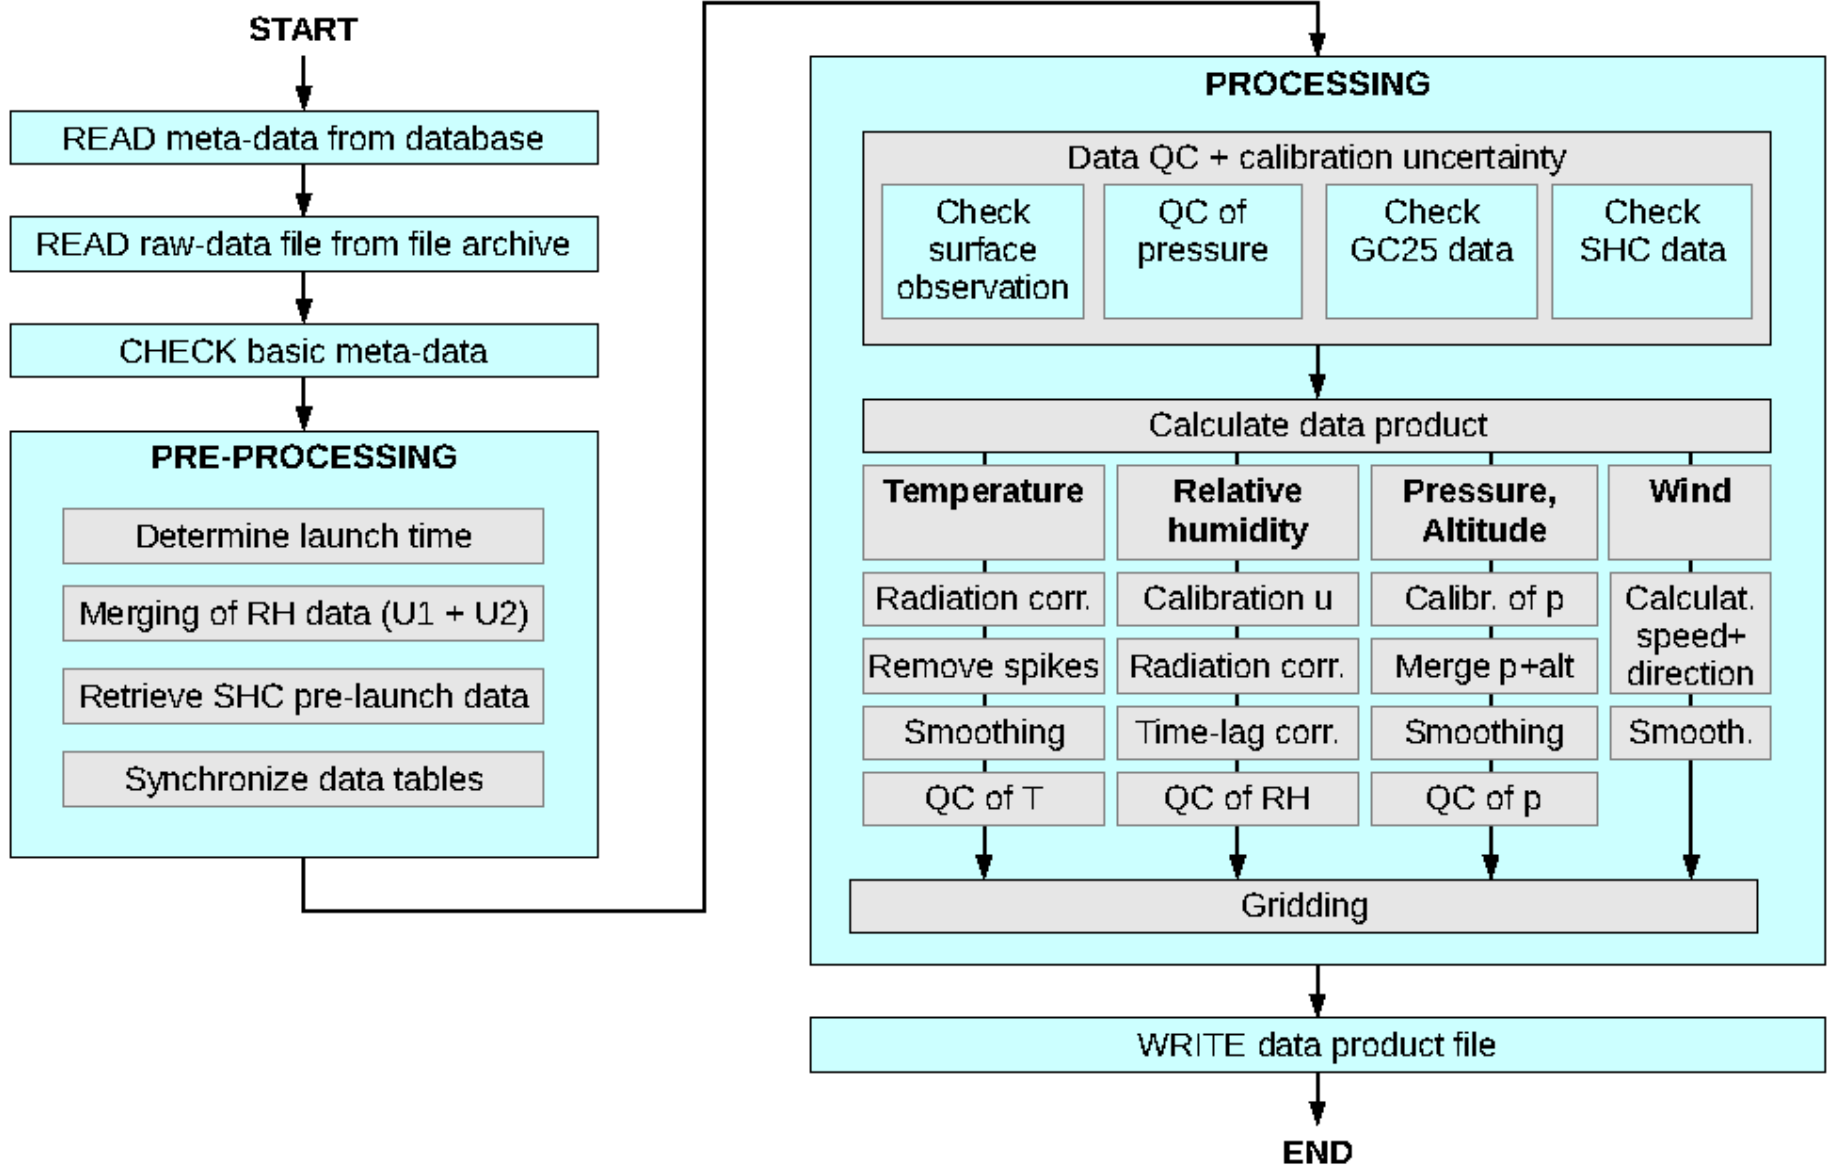 START
READ meta-data from database
READ raw-data file from file archive
CHECK basic meta-data
PRE-PROCESSING
Determine launch time
Merging of RH data (U1 + U2)
Retrieve SHC pre-launch data
Synchronize data tables
PROCESSING
Data QC + calibration uncertainty
Check
surface
observation
QC of
pressure
Check
GC25 data
Check
SHC data
Calculate data product
Temperature
Radiation corr.
Remove spikes
Smoothing
QC of T
Relative
humidity
Calibration u
Radiation corr.
Time-lag corr.
QC of RH
Pressure,
Altitude
Calibr. of p
Merge p+alt
Smoothing
QC of p
Wind
Calculat.
speed+
direction
Smooth.
Gridding
WRITE data product file
END